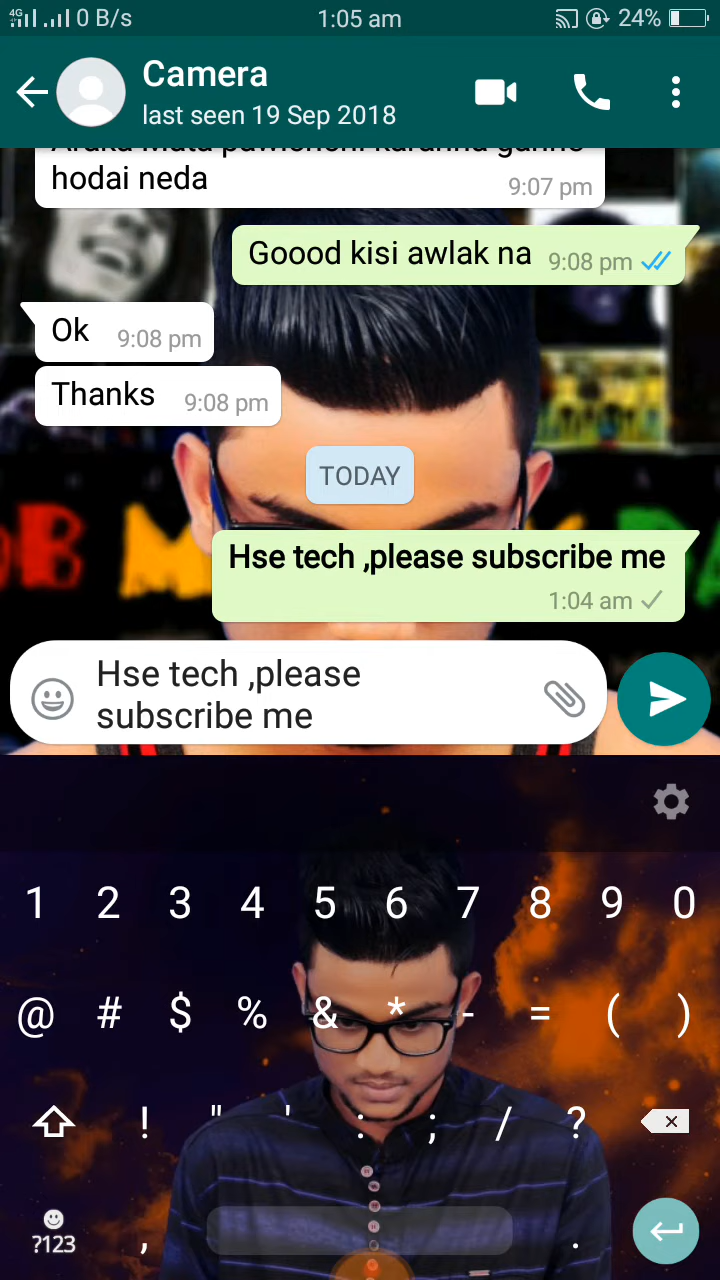 4G 0 B/s 1:05 am 24%
Camera
last seen 19 Sep 2018
hodai neda 9:07 pm
Goood kisi awlak na 9:08 pm
Ok 9:08 pm
Thanks 9:08 pm
TODAY
Hse tech ,please subscribe me
1:04 am
Hse tech ,please
subscribe me
1 2 3 4 5 6 7 8 9 0
@ # $ % & * - = ( )
! " ' : ; / ?
?123 , .